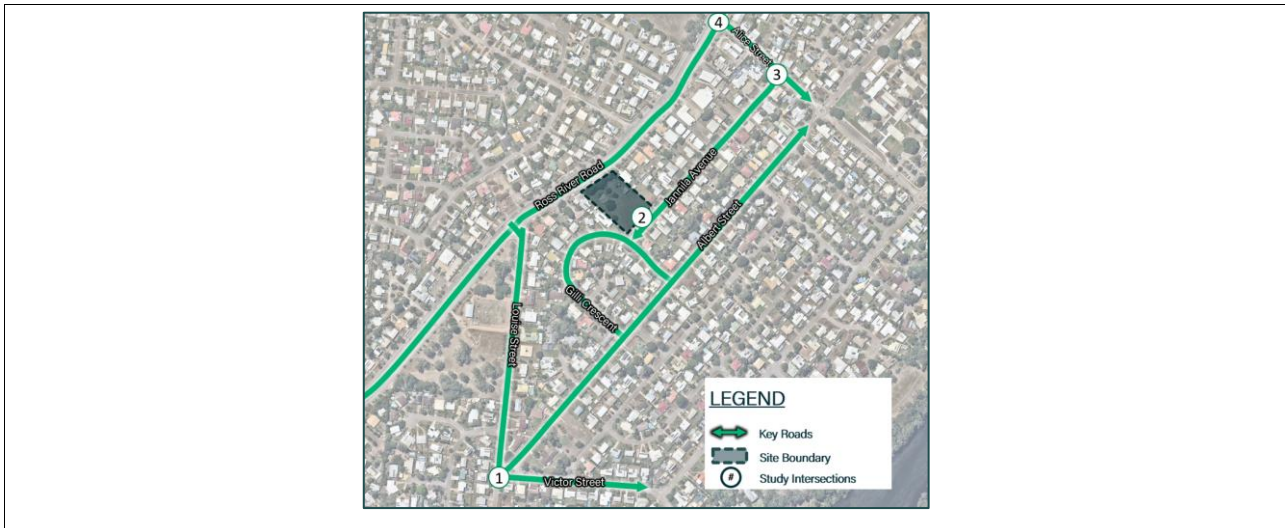 4
Alice Street
3
Ross River Road
Jannila Avenue
2
Albert Street
Gilli Crescent
Louise Street
1
Victor Street
LEGEND
Key Roads
Site Boundary
# Study Intersections